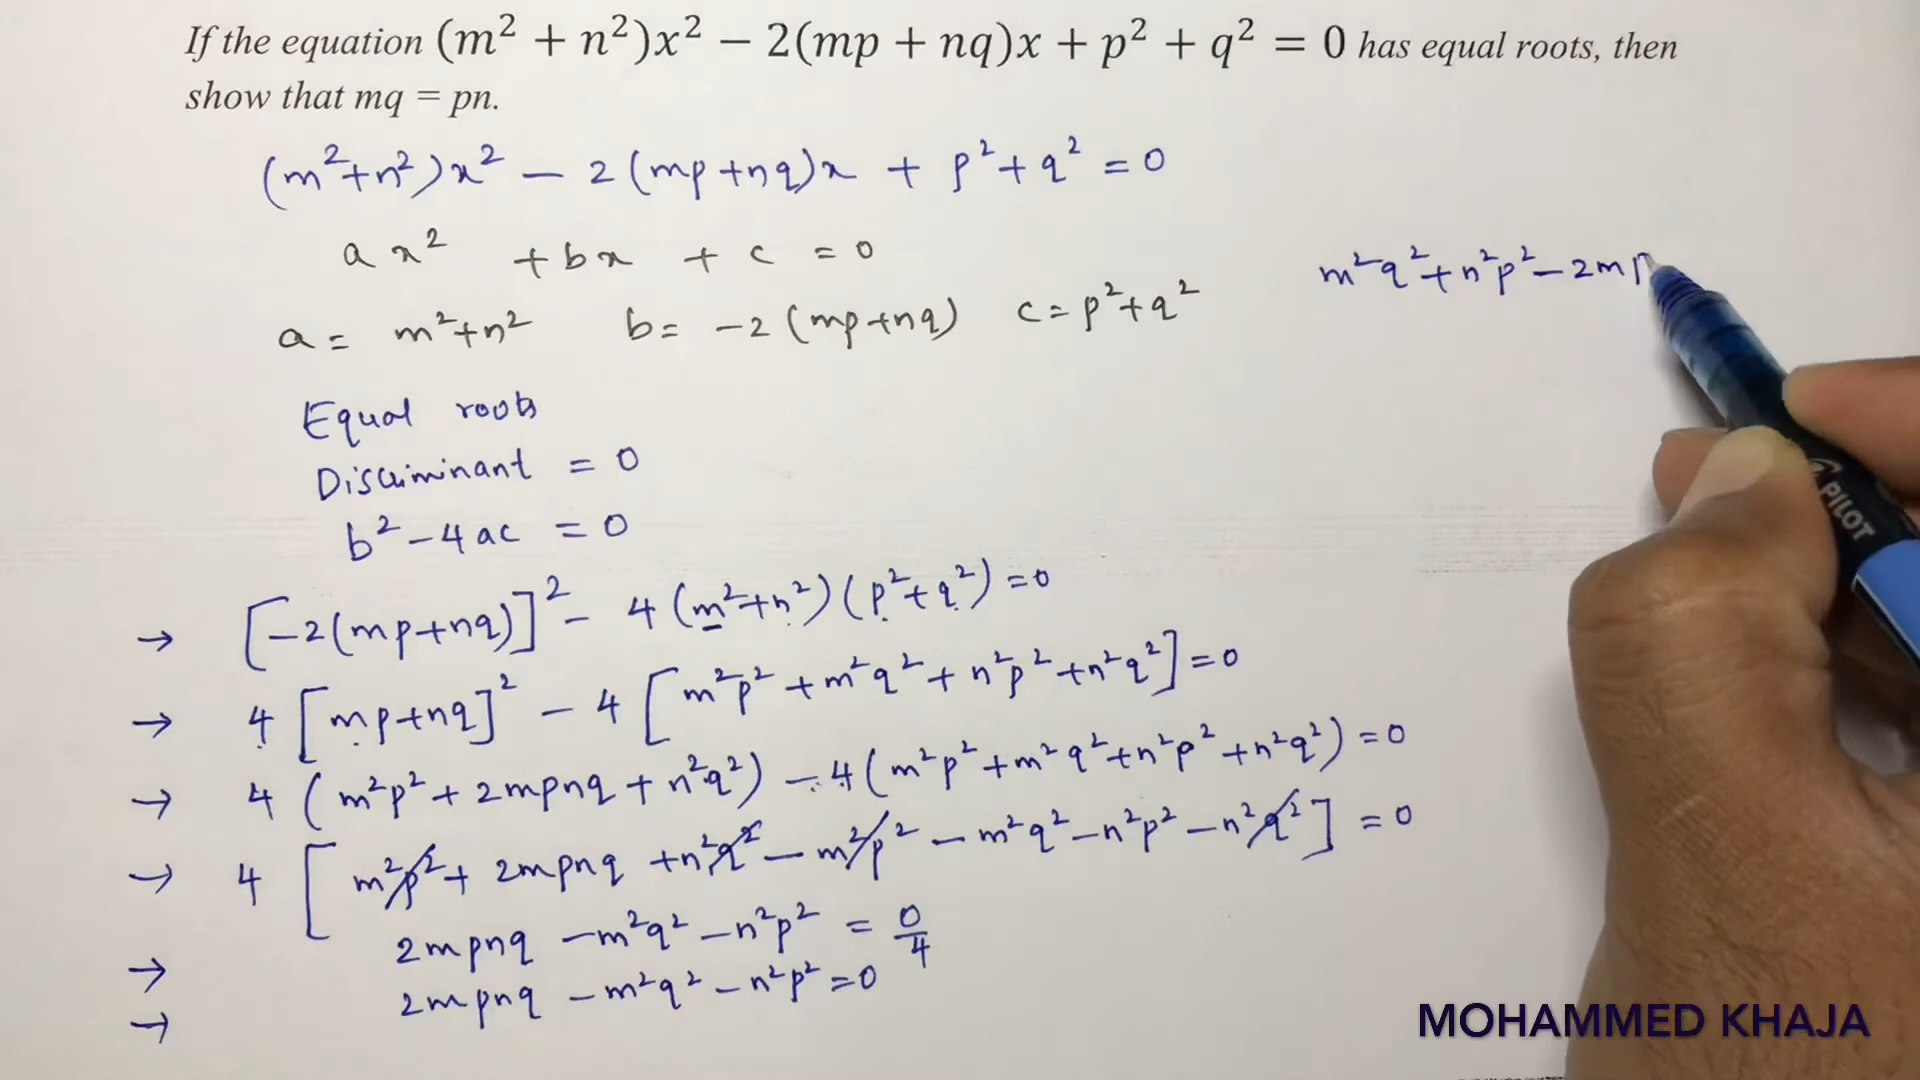 If the equation (m² + n²)x² − 2(mp + nq)x + p² + q² = 0 has equal roots, then
show that mq = pn.
(m²+n²)x² − 2(mp+nq)x + p²+q² = 0
ax² + bx + c = 0
a = m²+n² b = −2(mp+nq) c = p²+q²
Equal roots
Discriminant = 0
b² − 4ac = 0
→ [−2(mp+nq)]² − 4(m²+n²)(p²+q²) = 0
→ 4[mp+nq]² − 4[m²p² + m²q² + n²p² + n²q²] = 0
→ 4(m²p² + 2mpnq + n²q²) − 4(m²p² + m²q² + n²p² + n²q²) = 0
→ 4[m²p² + 2mpnq + n²q² − m²p² − m²q² − n²p² − n²q²] = 0
→ 2mpnq − m²q² − n²p² = 0/4
→ 2mpnq − m²q² − n²p² = 0
m²q² + n²p² − 2mp
PILOT
MOHAMMED KHAJA